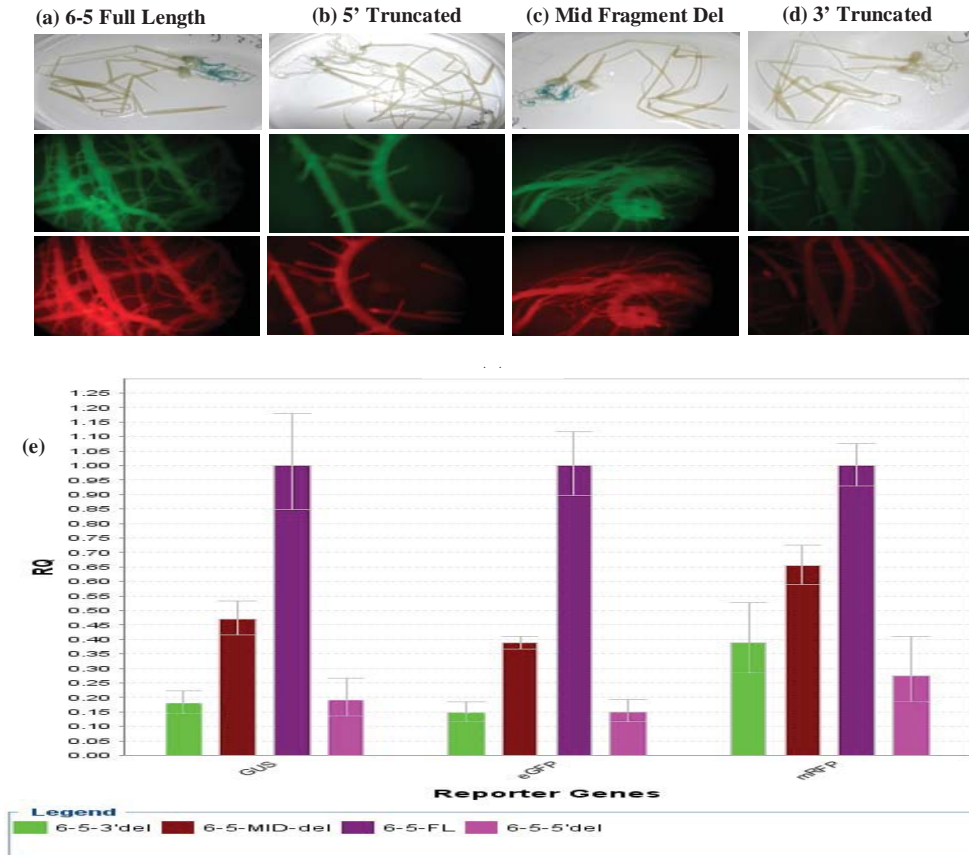 (a) 6-5 Full Length
(b) 5’ Truncated
(c) Mid Fragment Del
(d) 3’ Truncated
(e)
1.25
1.20
1.15
1.10
1.05
1.00
0.95
0.90
0.85
0.80
0.75
0.70
0.65
0.60
0.55
0.50
0.45
0.40
0.35
0.30
0.25
0.20
0.15
0.10
0.05
0.00
RQ
GUS
eGFP
mRFP
Reporter Genes
Legend
6-5-3'del
6-5-MID-del
6-5-FL
6-5-5'del